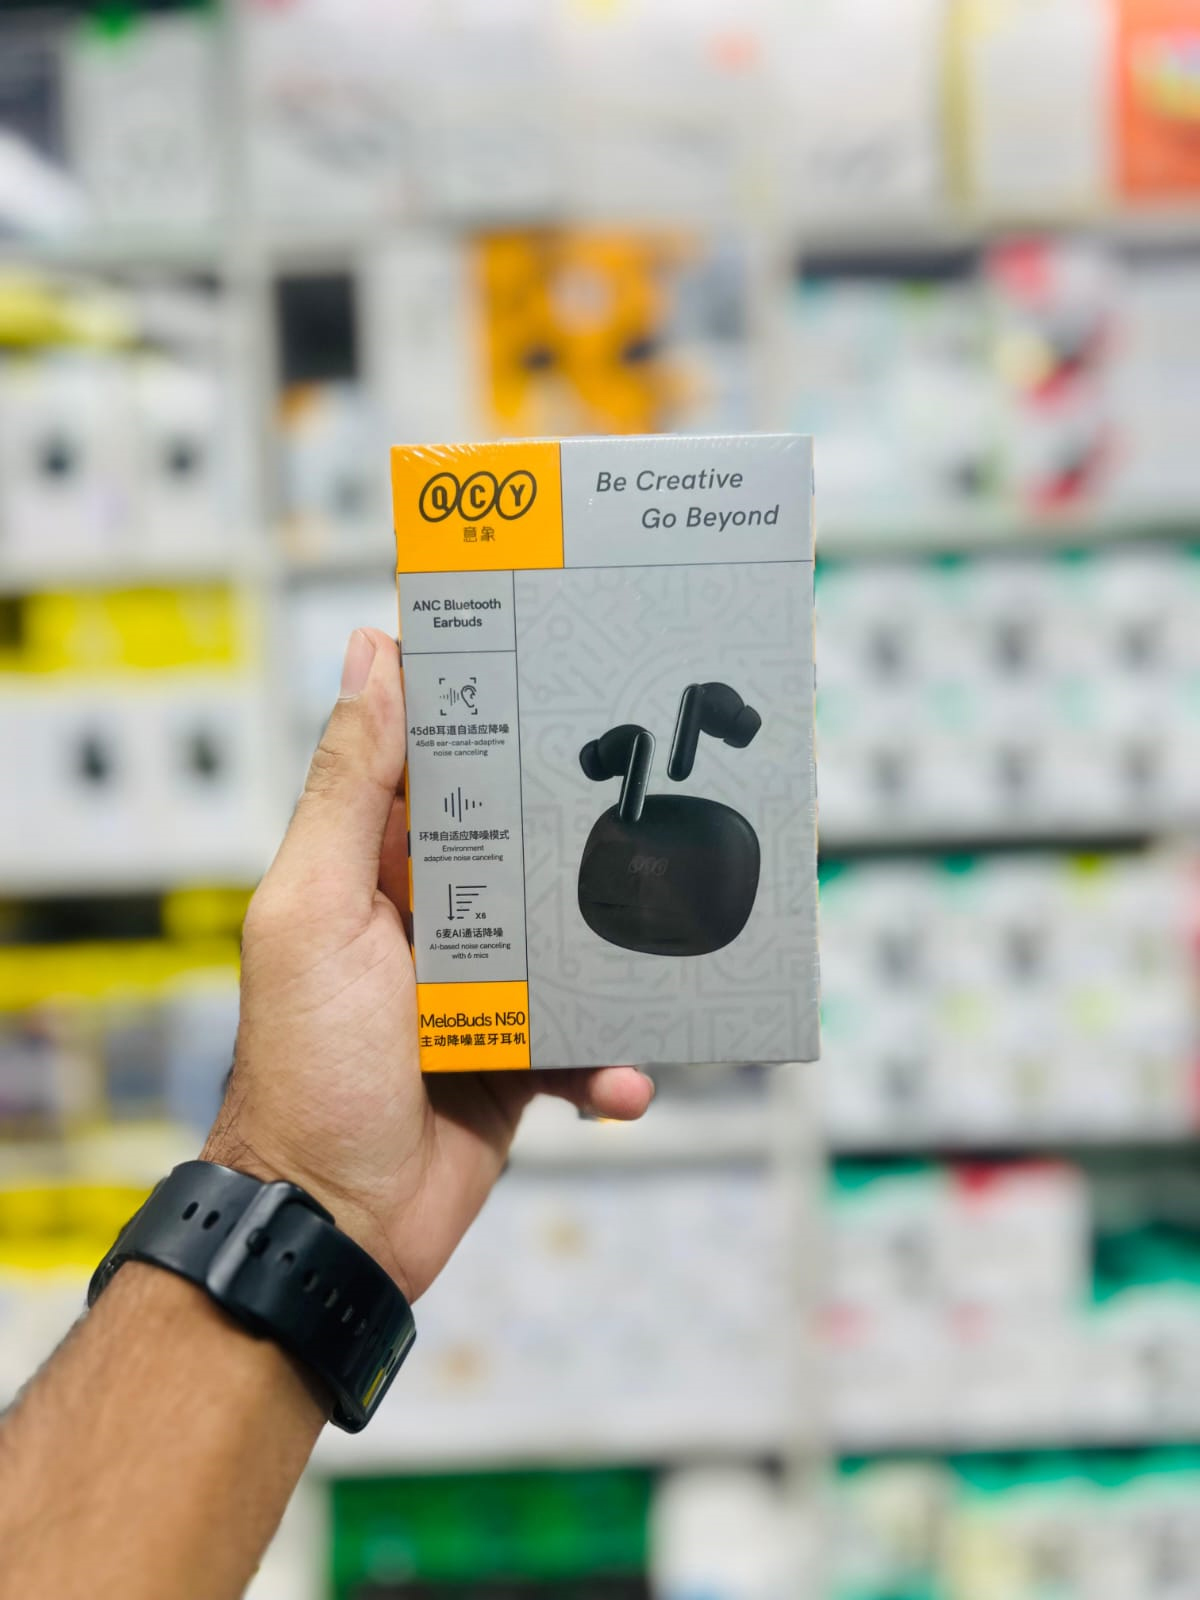 QCY
意象
Be Creative
Go Beyond
ANC Bluetooth
Earbuds
45dB耳道自适应降噪
45dB ear-canal-adaptive
noise canceling
环境自适应降噪模式
Environment
adaptive noise canceling
X6
6麦AI通话降噪
AI-based noise canceling
with 6 mics
QCY
MeloBuds N50
主动降噪蓝牙耳机